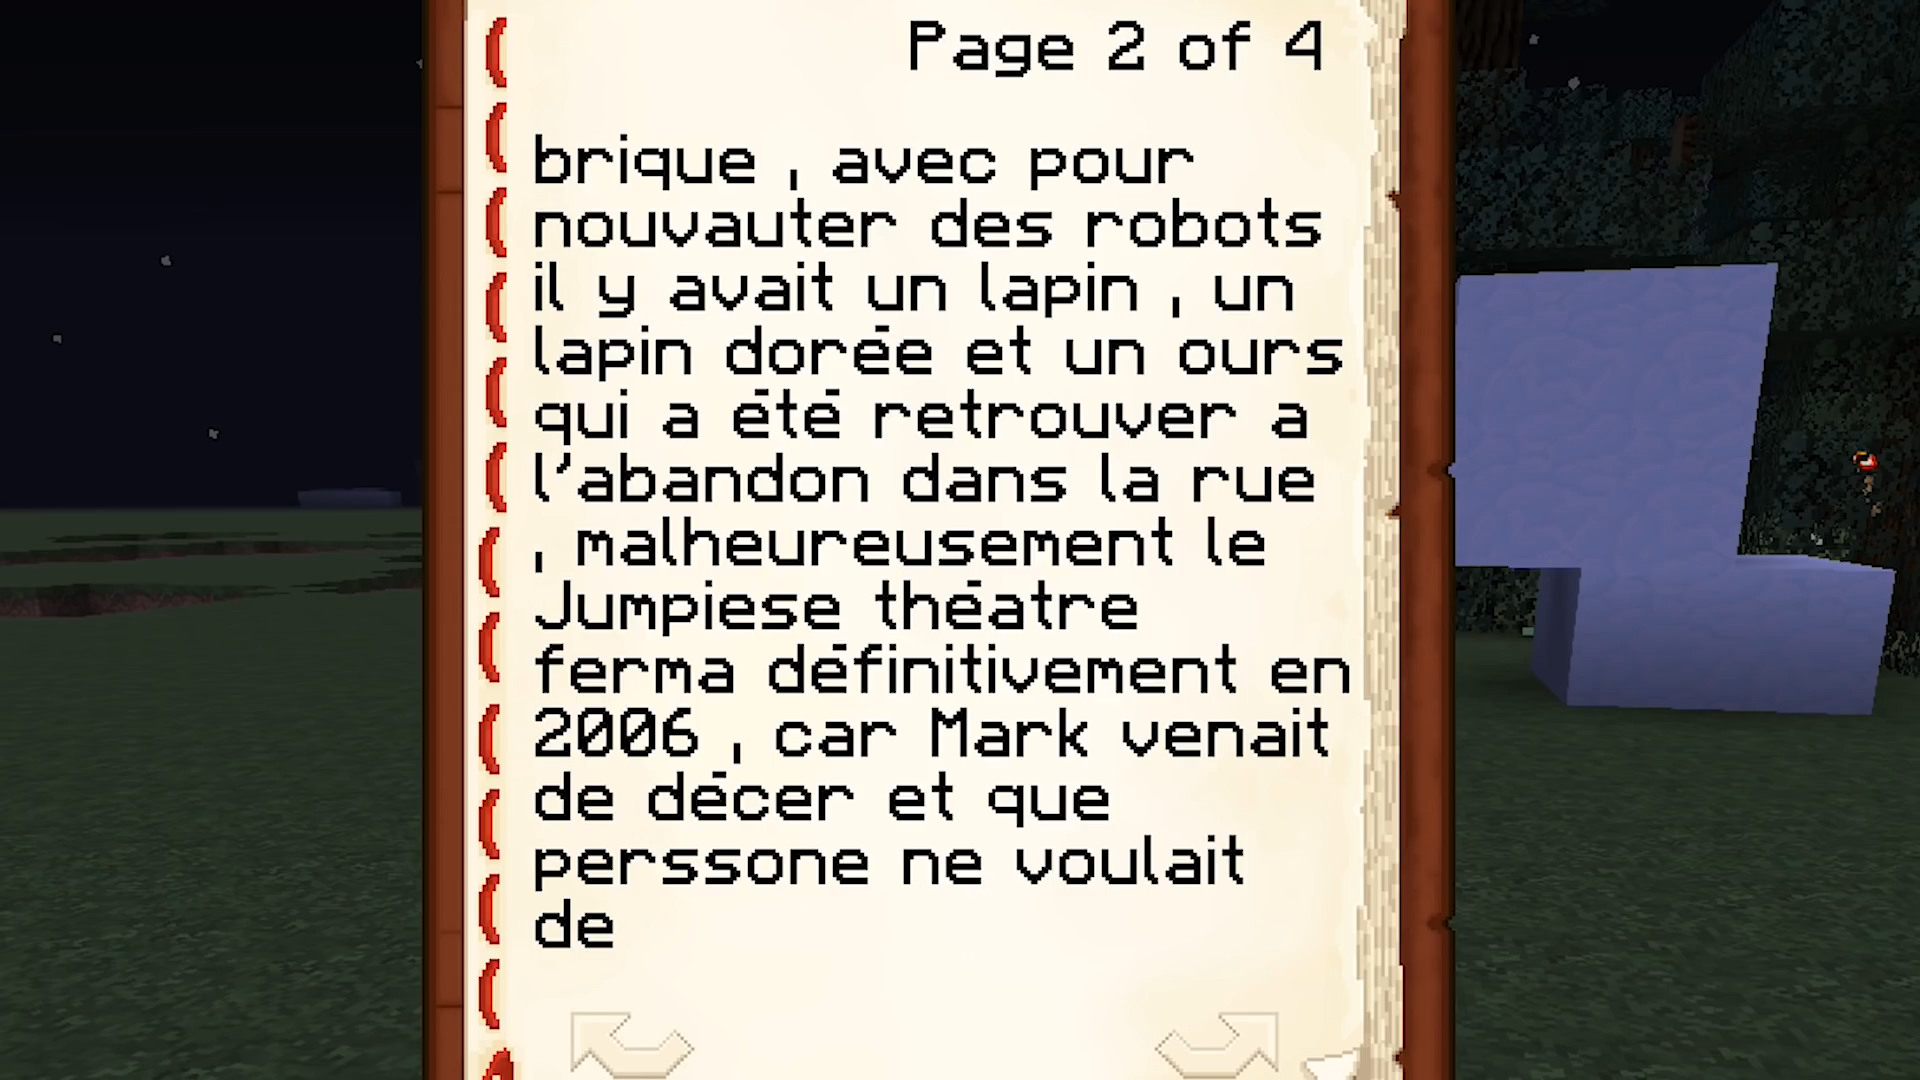 Page 2 of 4
brique , avec pour
nouvauter des robots
il y avait un lapin , un
lapin dorée et un ours
qui a été retrouver a
l'abandon dans la rue
, malheureusement le
Jumpiese théatre
ferma définitivement en
2006 , car Mark venait
de décer et que
perssone ne voulait
de